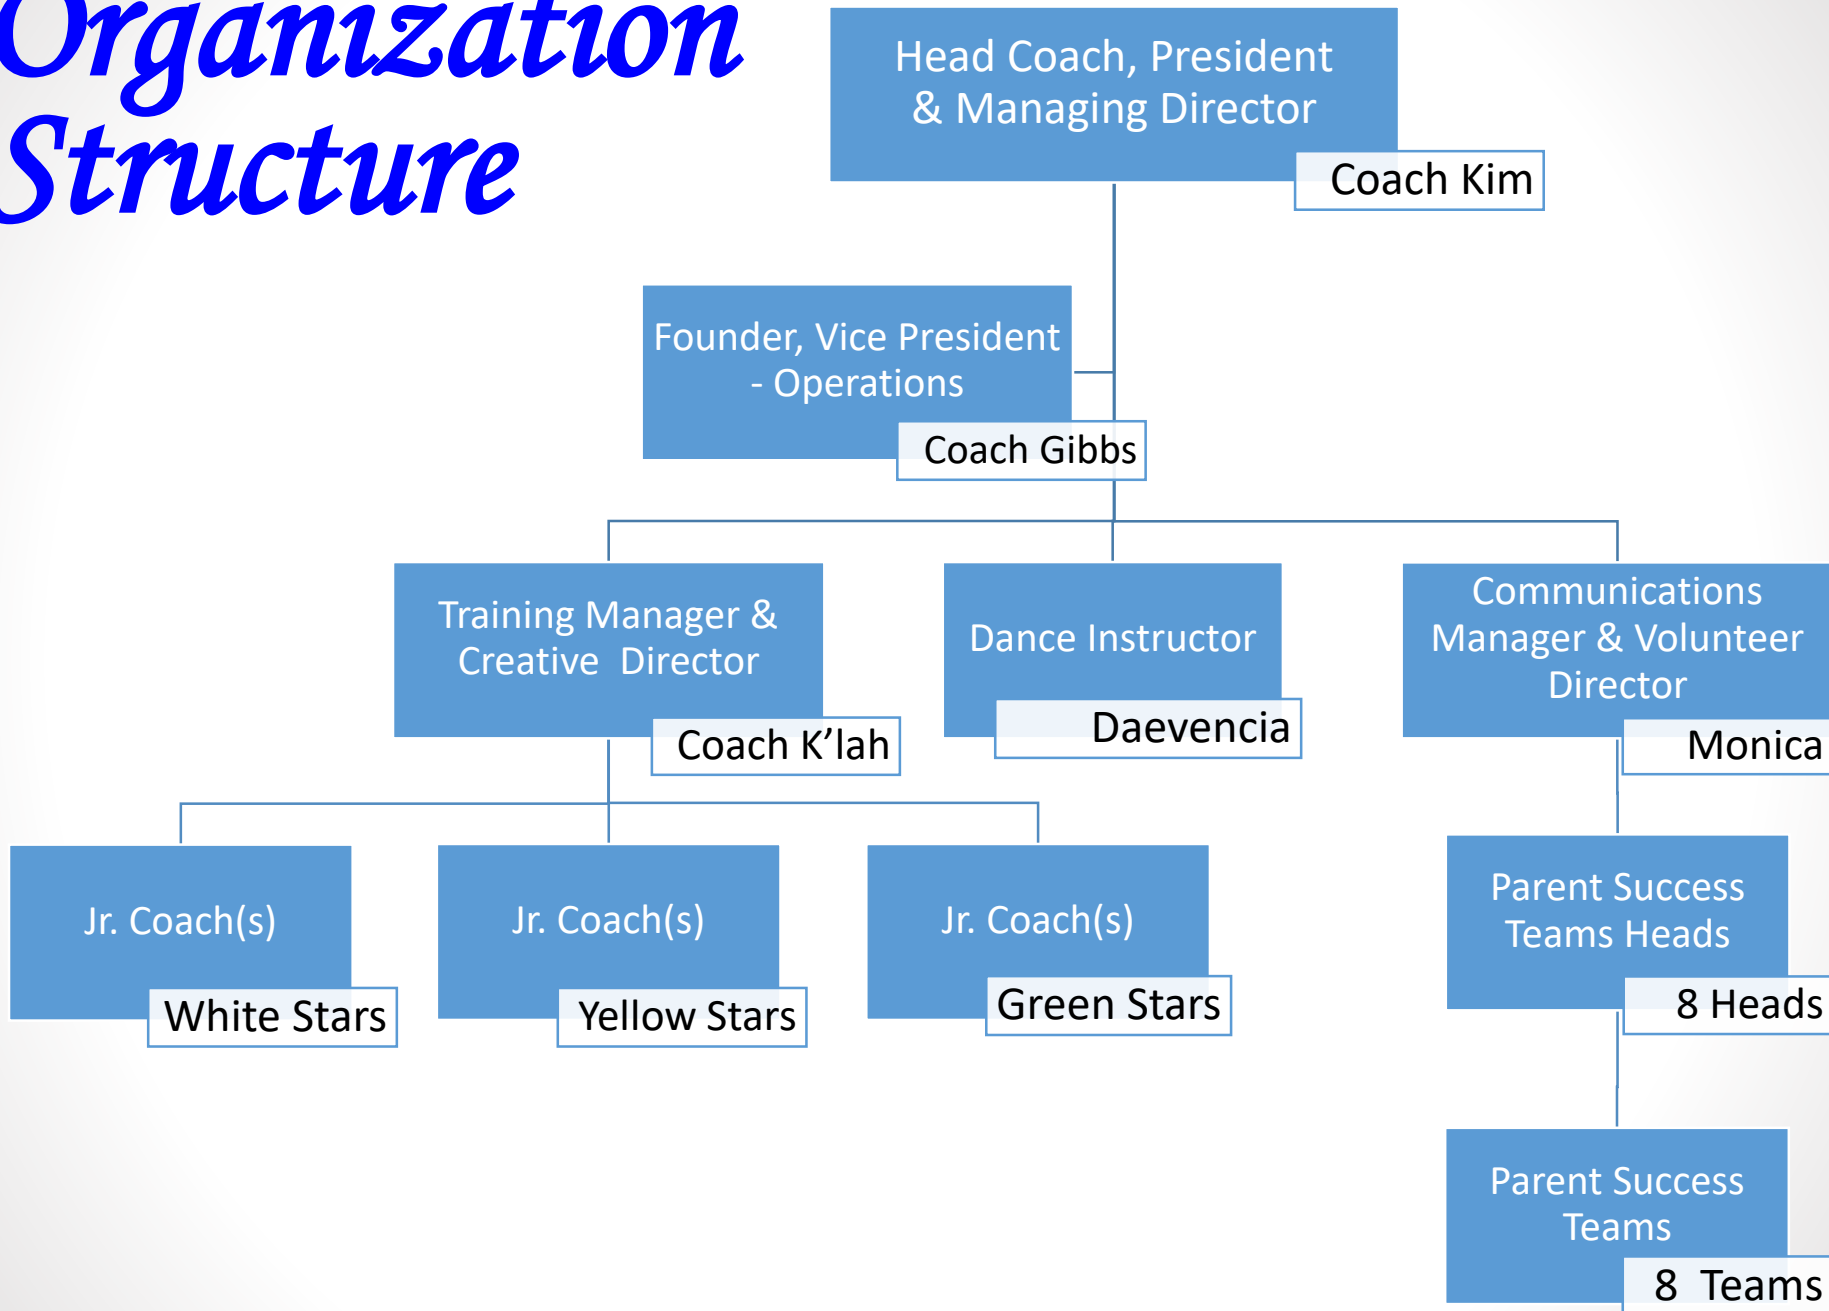 Organization
Structure
Head Coach, President
& Managing Director
Coach Kim
Founder, Vice President
- Operations
Coach Gibbs
Training Manager &
Creative Director
Coach K’lah
Dance Instructor
Daevencia
Communications
Manager & Volunteer
Director
Monica
Jr. Coach(s)
White Stars
Jr. Coach(s)
Yellow Stars
Jr. Coach(s)
Green Stars
Parent Success
Teams Heads
8 Heads
Parent Success
Teams
8 Teams